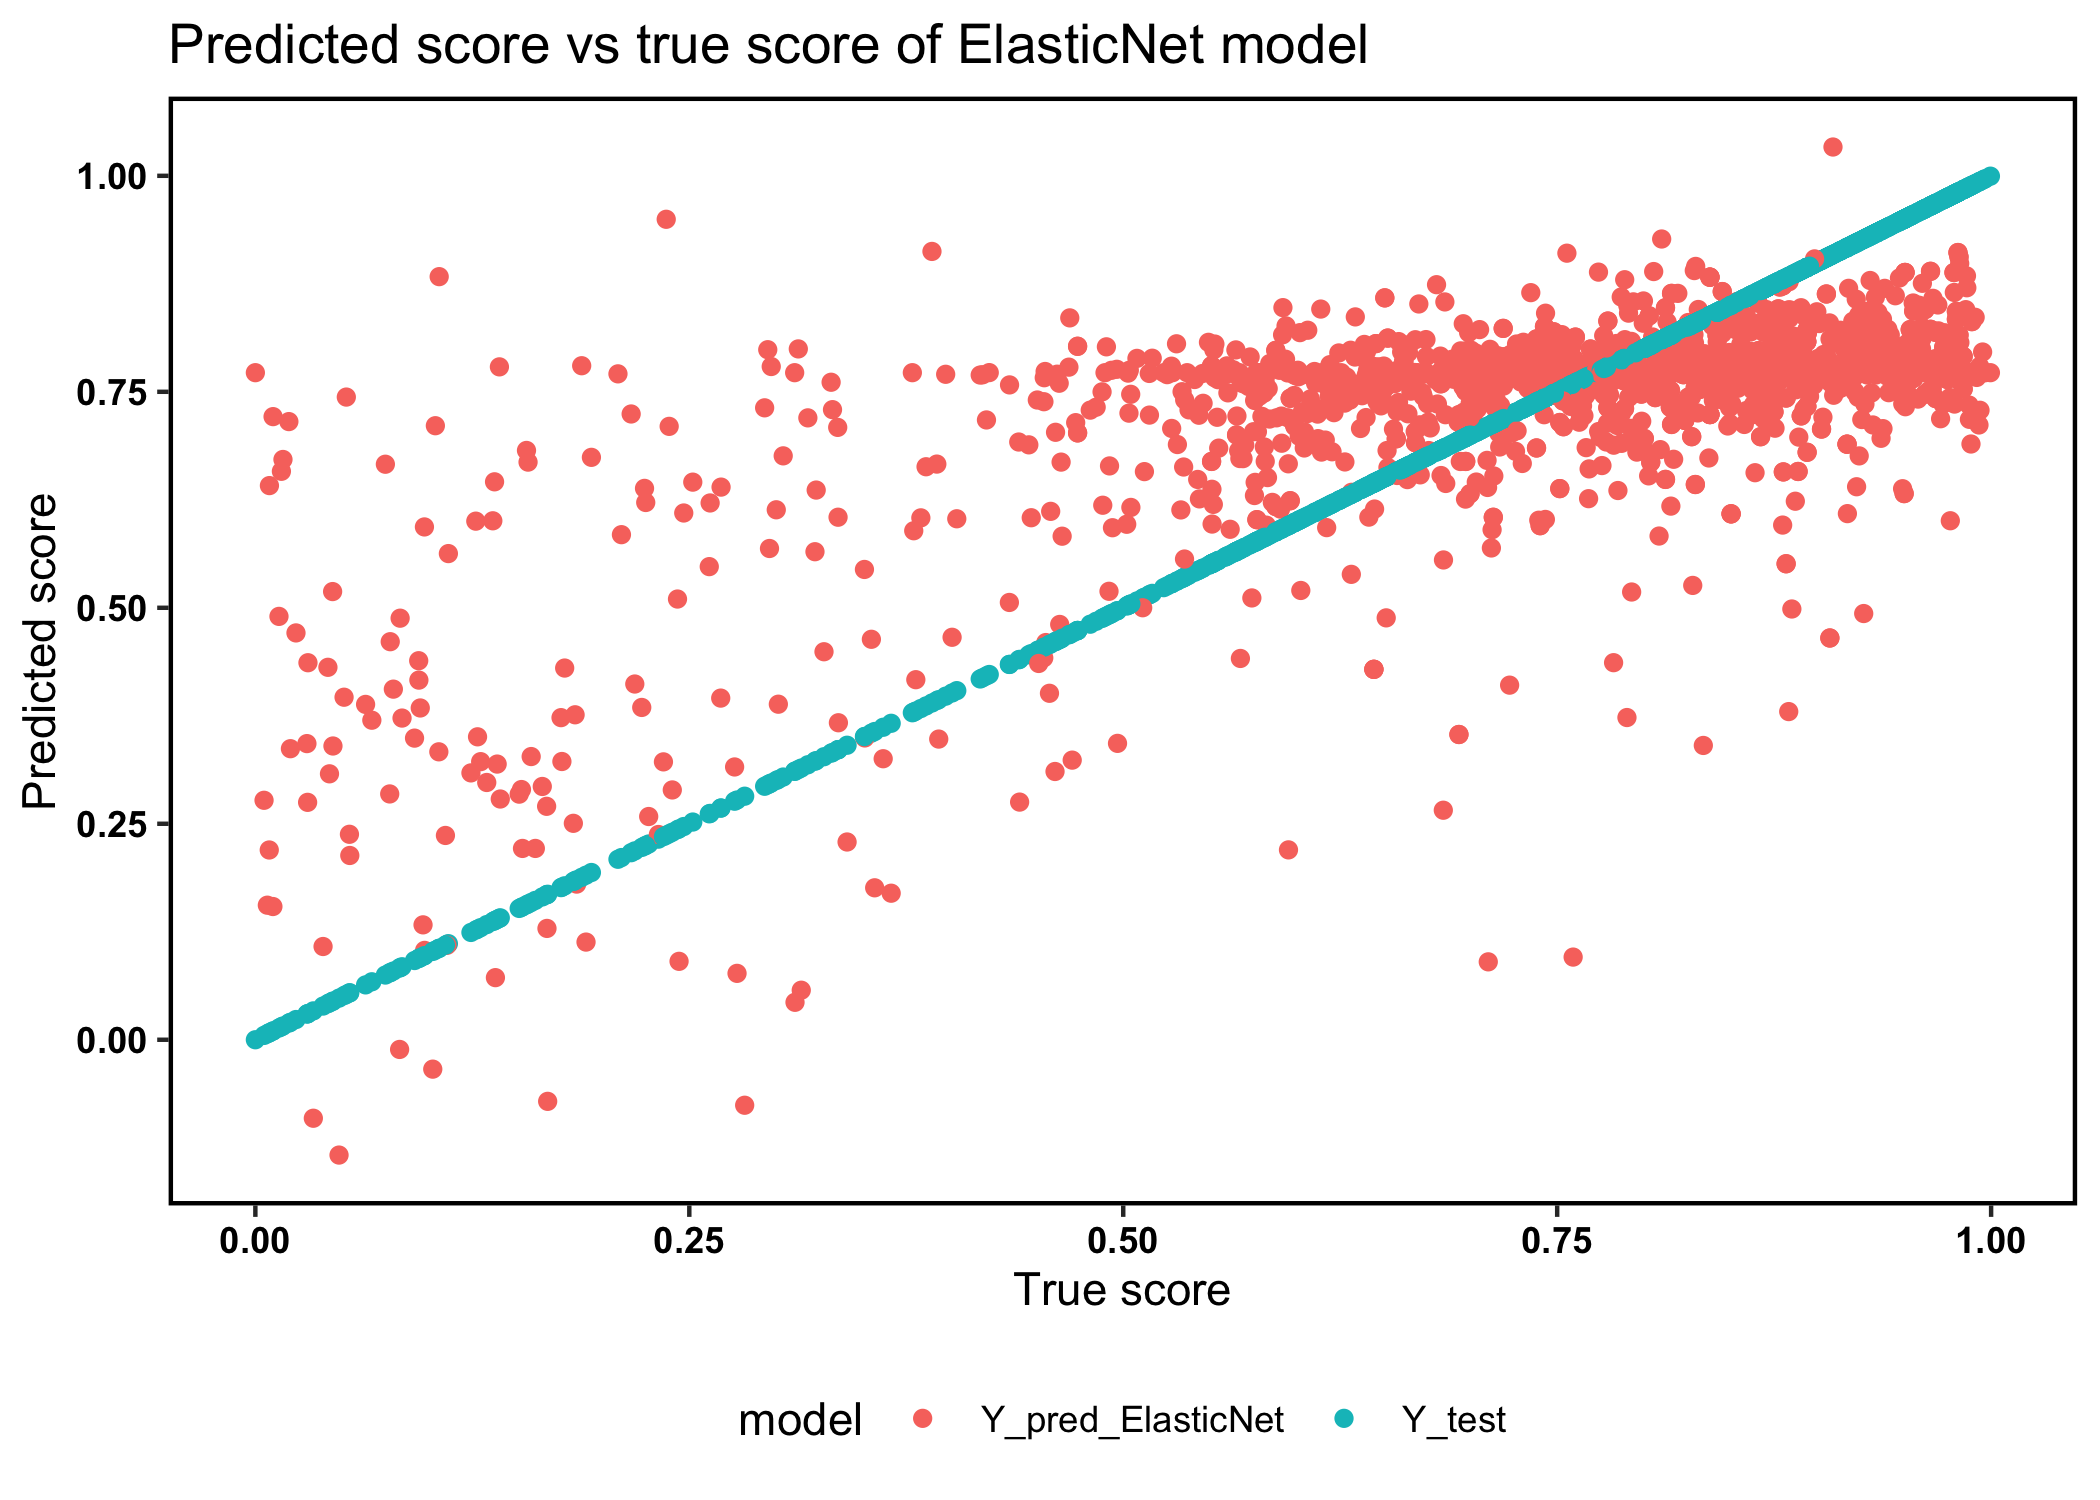 Predicted score vs true score of ElasticNet model
Predicted score
1.00
0.75
0.50
0.25
0.00
0.00 0.25 0.50 0.75 1.00
True score
model Y_pred_ElasticNet Y_test